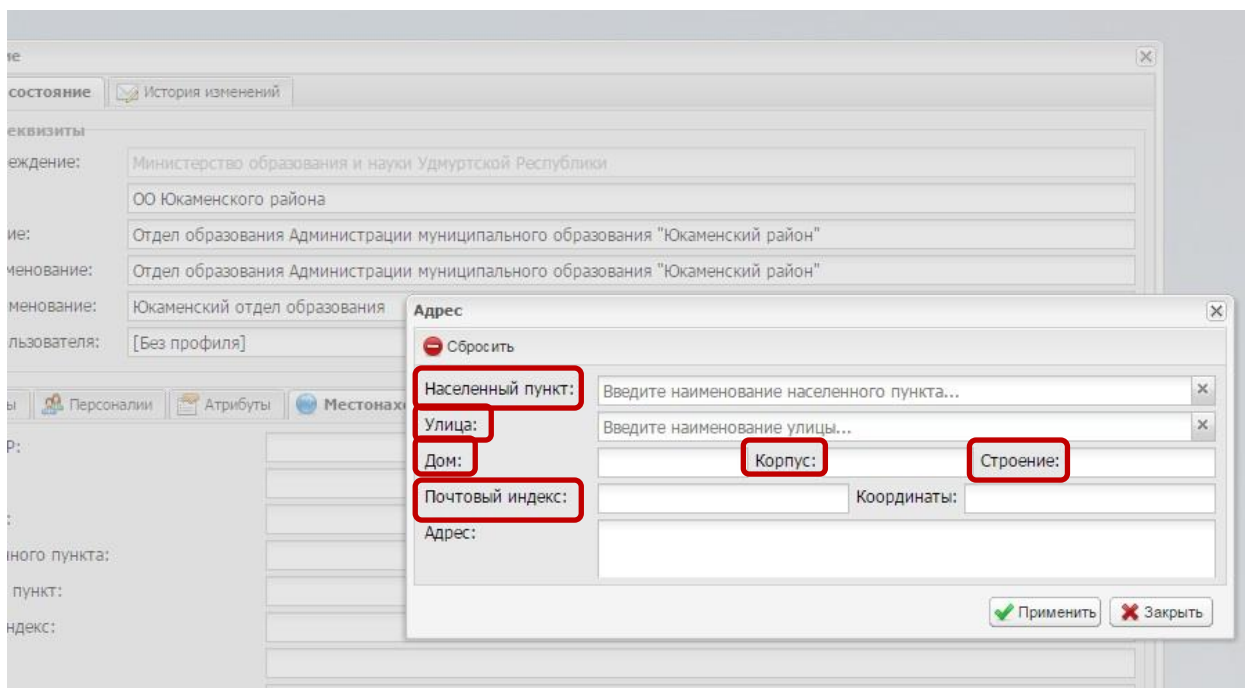 ие
состояние История изменений
еквизиты
еждение: Министерство образования и науки Удмуртской Республики
ОО Юкаменского района
ие: Отдел образования Администрации муниципального образования "Юкаменский район"
менование: Отдел образования Администрации муниципального образования "Юкаменский район"
менование: Юкаменский отдел образования
льзователя: [Без профиля]
ы Персоналии Атрибуты Местонах
Р:
:
нного пункта:
пункт:
ндекс:
Адрес
Сбросить
Населенный пункт: Введите наименование населенного пункта...
Улица: Введите наименование улицы...
Дом: Корпус: Строение:
Почтовый индекс: Координаты:
Адрес:
Применить Закрыть